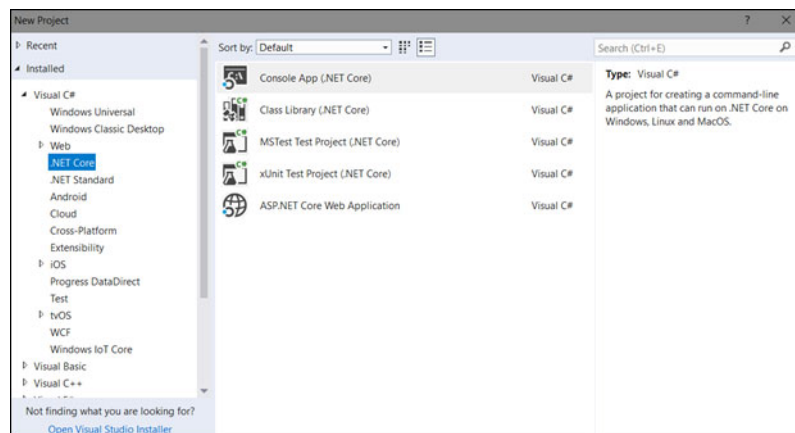 New Project
? ×
Recent
Installed
Visual C#
Windows Universal
Windows Classic Desktop
Web
.NET Core
.NET Standard
Android
Cloud
Cross-Platform
Extensibility
iOS
Progress DataDirect
Test
tvOS
WCF
Windows IoT Core
Visual Basic
Visual C++
Not finding what you are looking for?
Open Visual Studio Installer
Sort by: Default
Console App (.NET Core) Visual C#
Class Library (.NET Core) Visual C#
MSTest Test Project (.NET Core) Visual C#
xUnit Test Project (.NET Core) Visual C#
ASP.NET Core Web Application Visual C#
Search (Ctrl+E)
Type: Visual C#
A project for creating a command-line
application that can run on .NET Core on
Windows, Linux and MacOS.